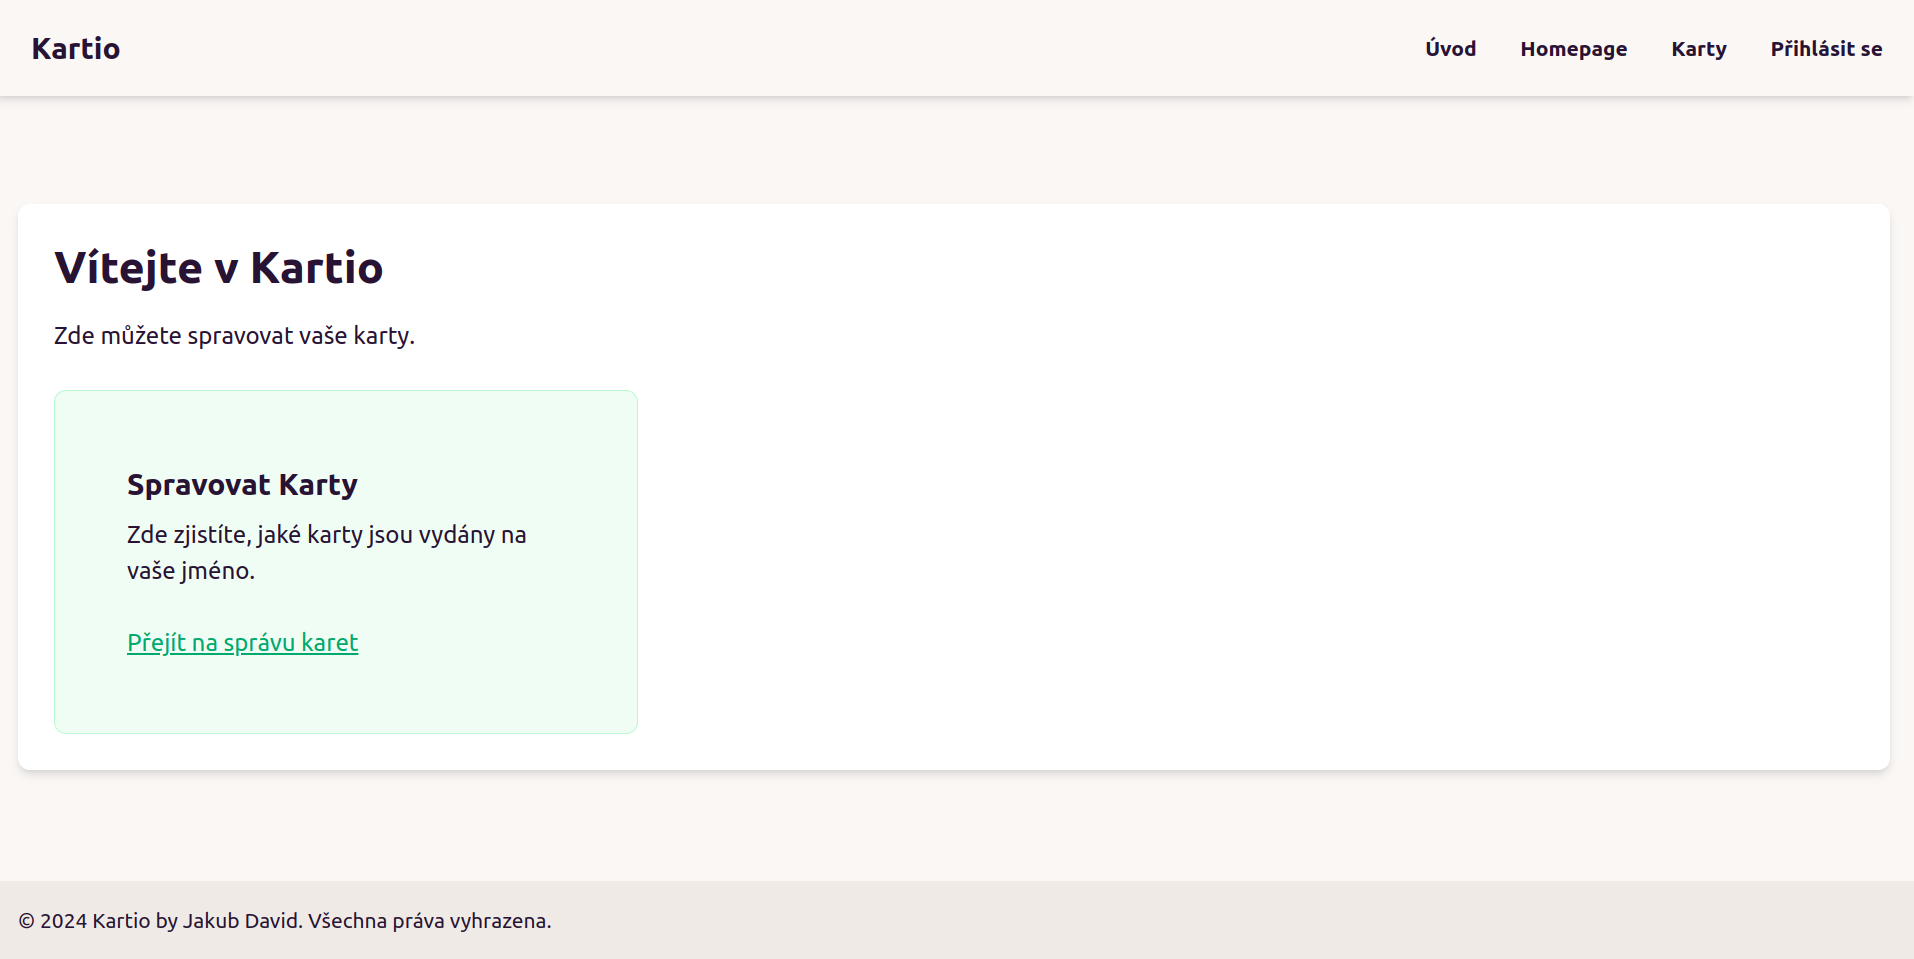 Kartio
Úvod Homepage Karty Přihlásit se
Vítejte v Kartio
Zde můžete spravovat vaše karty.
Spravovat Karty
Zde zjistíte, jaké karty jsou vydány na
vaše jméno.
Přejít na správu karet
© 2024 Kartio by Jakub David. Všechna práva vyhrazena.